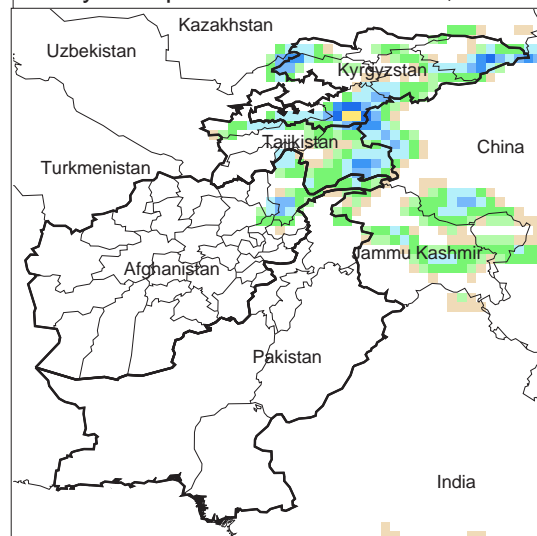 Kazakhstan
Uzbekistan
Kyrgyzstan
Tajikistan
China
Turkmenistan
Jammu Kashmir
Afghanistan
Pakistan
India